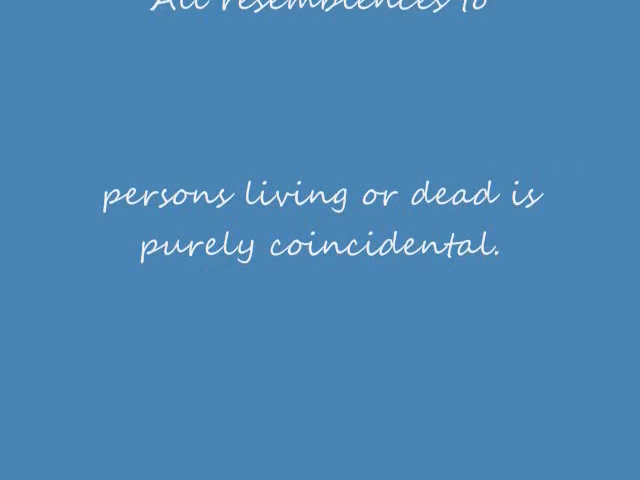 All resemblences to
persons living or dead is
purely coincidental.